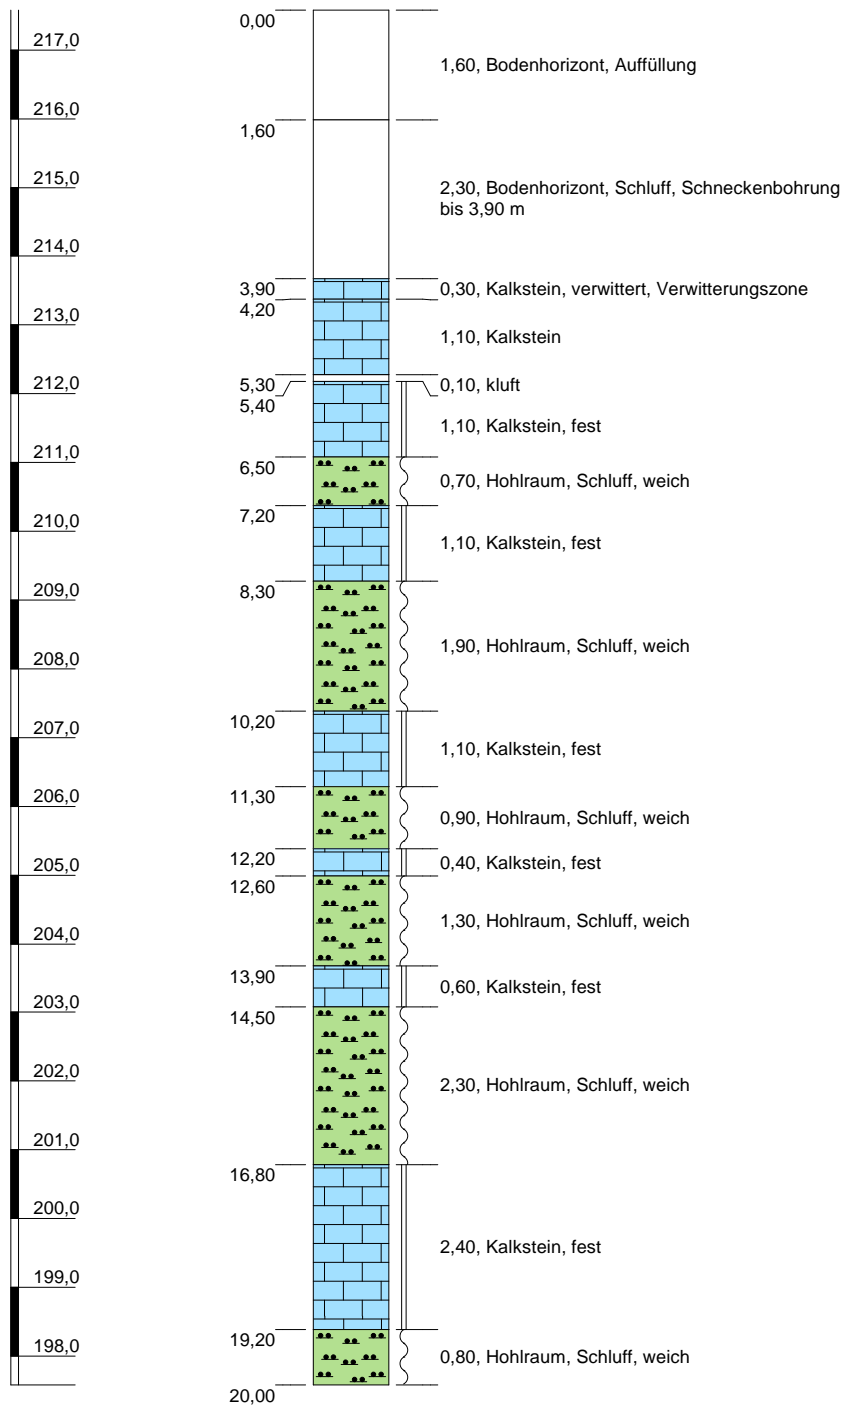 0,00
217,0
1,60, Bodenhorizont, Auffüllung
216,0
1,60
215,0
2,30, Bodenhorizont, Schluff, Schneckenbohrung
bis 3,90 m
214,0
3,90
0,30, Kalkstein, verwittert, Verwitterungszone
4,20
213,0
1,10, Kalkstein
212,0
5,30
0,10, kluft
5,40
1,10, Kalkstein, fest
211,0
6,50
0,70, Hohlraum, Schluff, weich
7,20
210,0
1,10, Kalkstein, fest
209,0
8,30
1,90, Hohlraum, Schluff, weich
208,0
10,20
207,0
1,10, Kalkstein, fest
206,0
11,30
0,90, Hohlraum, Schluff, weich
205,0
12,20
0,40, Kalkstein, fest
12,60
204,0
1,30, Hohlraum, Schluff, weich
13,90
0,60, Kalkstein, fest
203,0
14,50
202,0
2,30, Hohlraum, Schluff, weich
201,0
16,80
200,0
2,40, Kalkstein, fest
199,0
19,20
198,0
0,80, Hohlraum, Schluff, weich
20,00